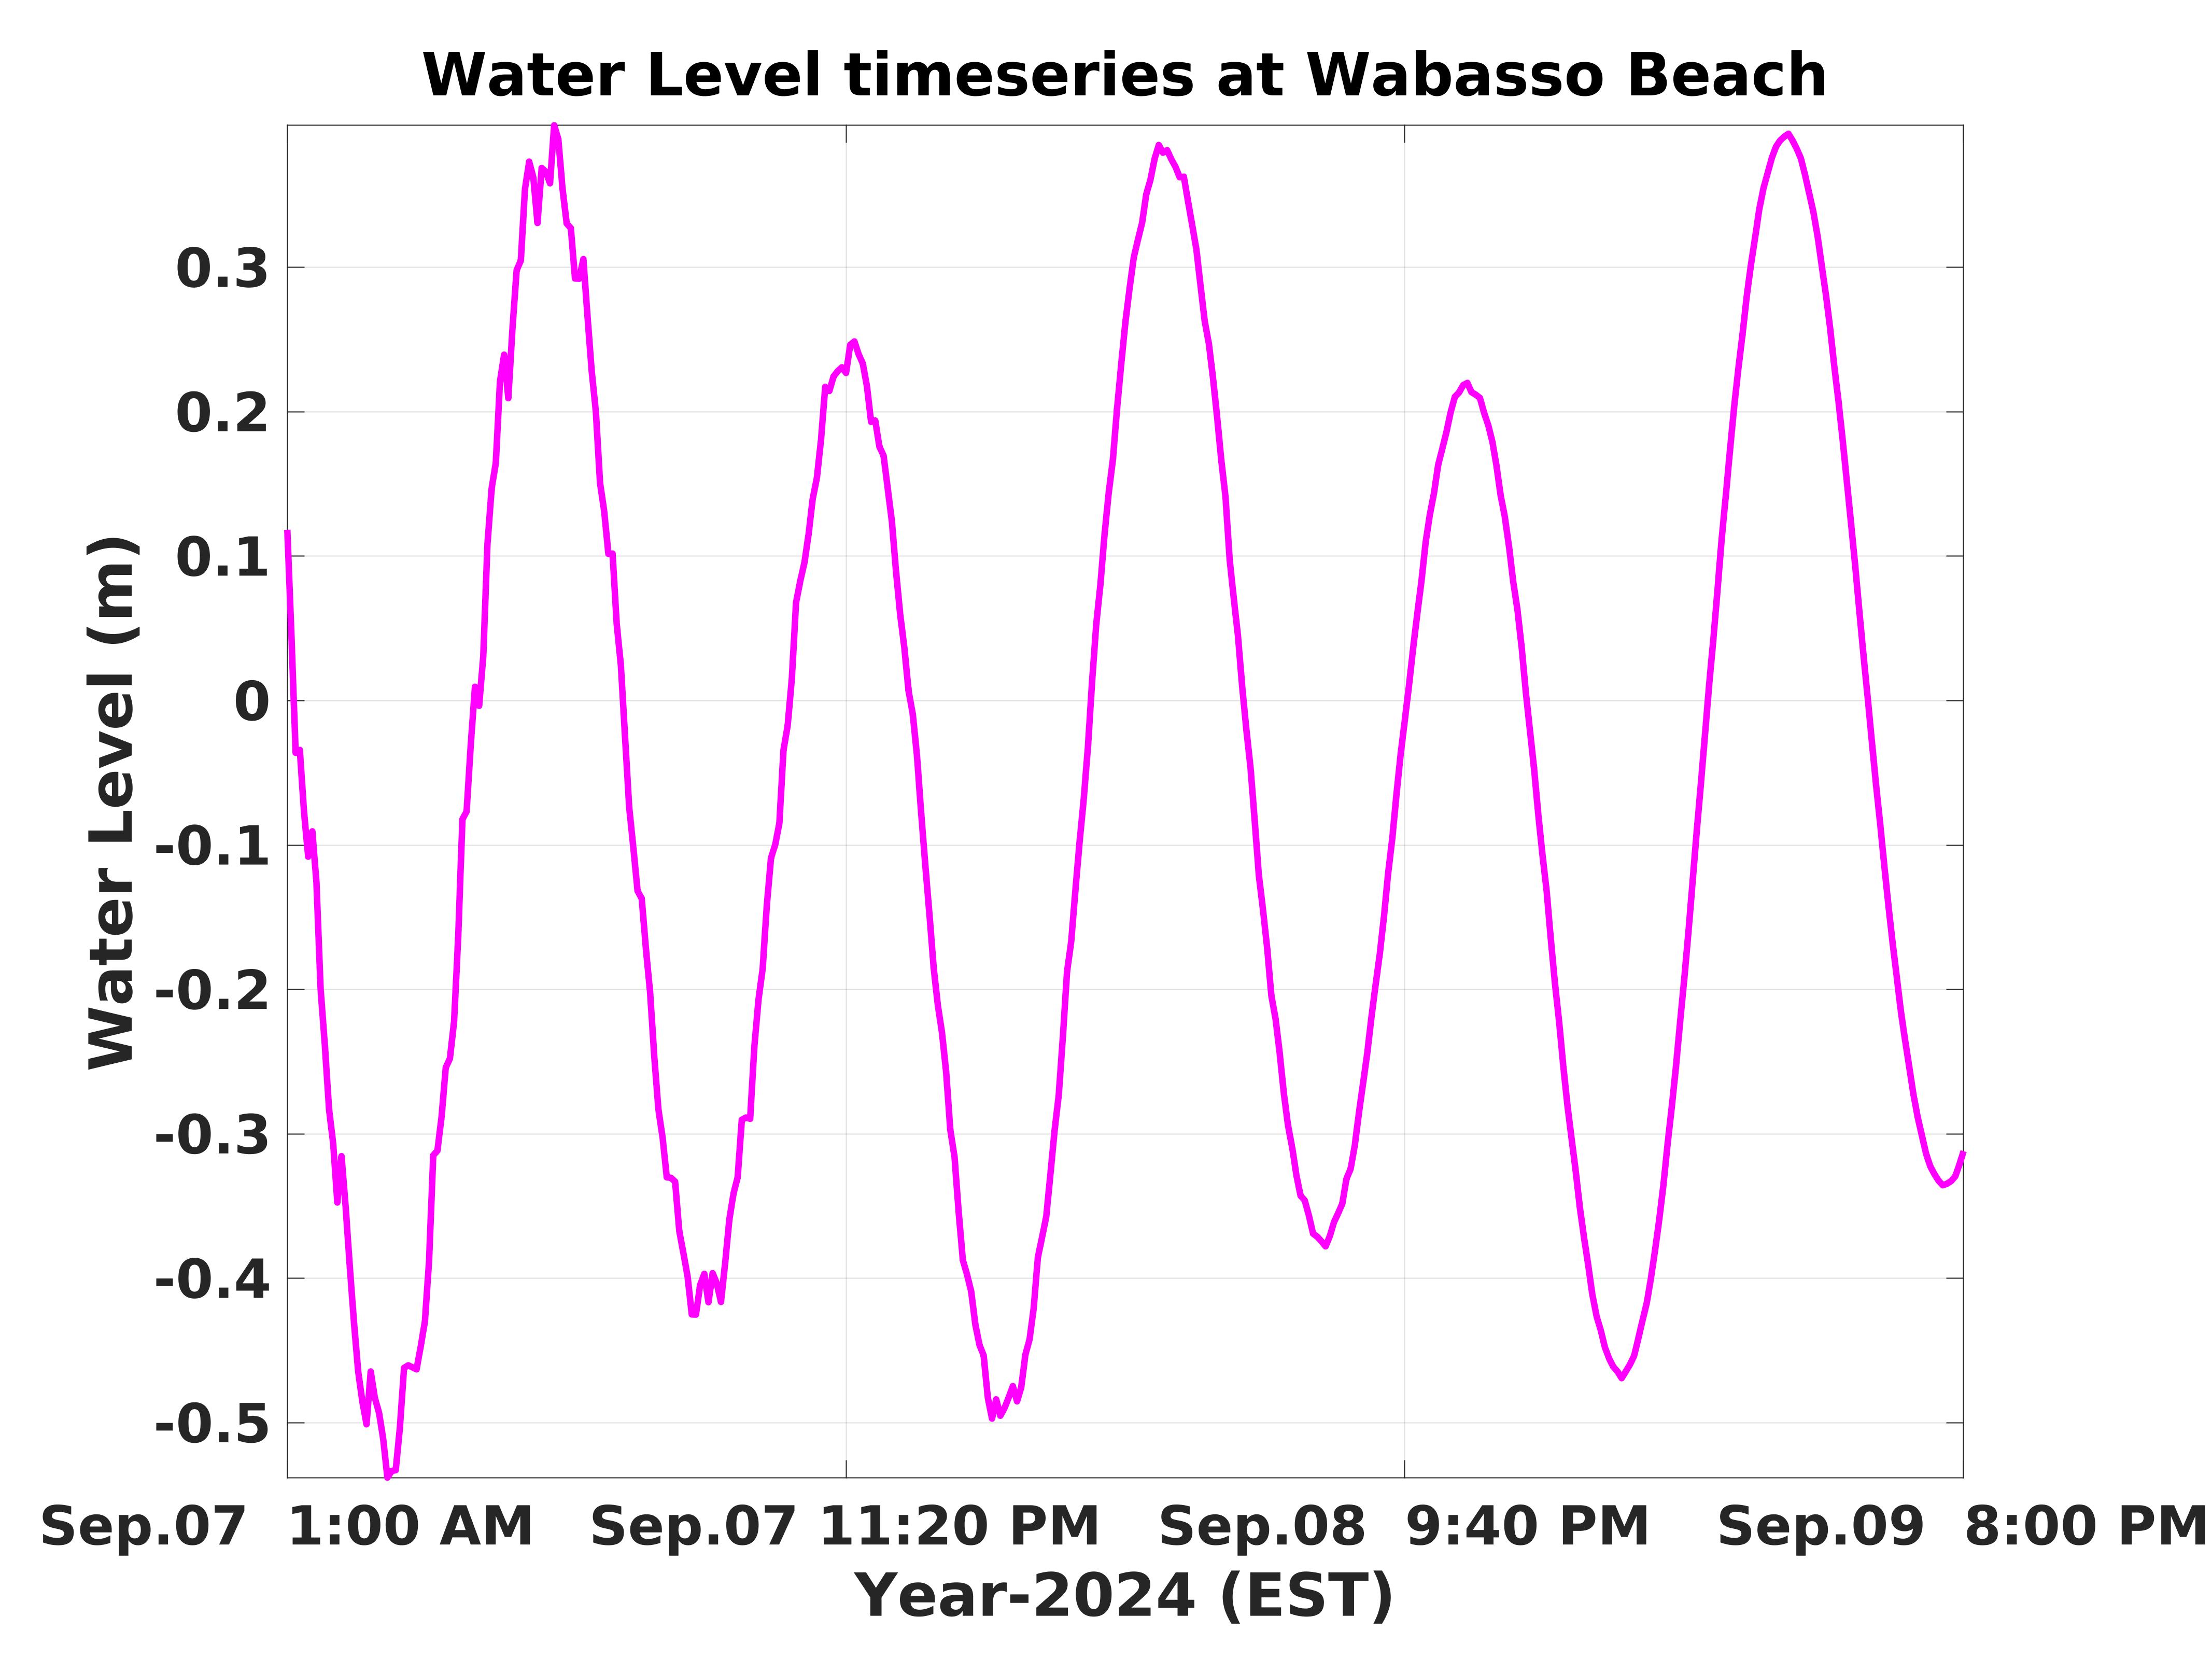 Water Level timeseries at Wabasso Beach
Water Level (m)
0.3
0.2
0.1
0
-0.1
-0.2
-0.3
-0.4
-0.5
Sep.07 1:00 AM Sep.07 11:20 PM Sep.08 9:40 PM Sep.09 8:00 PM
Year-2024 (EST)